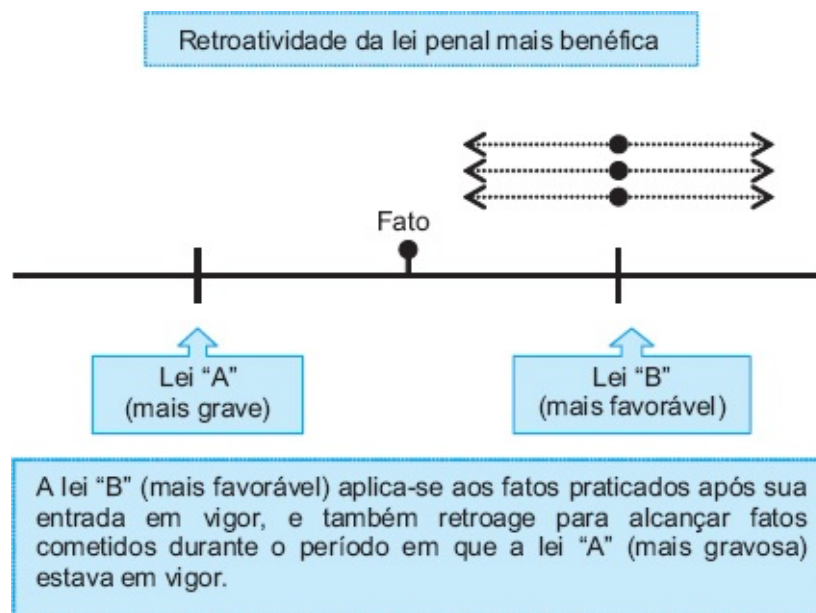 Retroatividade da lei penal mais benéfica
Fato
Lei “A”
(mais grave)
Lei “B”
(mais favorável)
A lei “B” (mais favorável) aplica-se aos fatos praticados após sua
entrada em vigor, e também retroage para alcançar fatos
cometidos durante o período em que a lei “A” (mais gravosa)
estava em vigor.